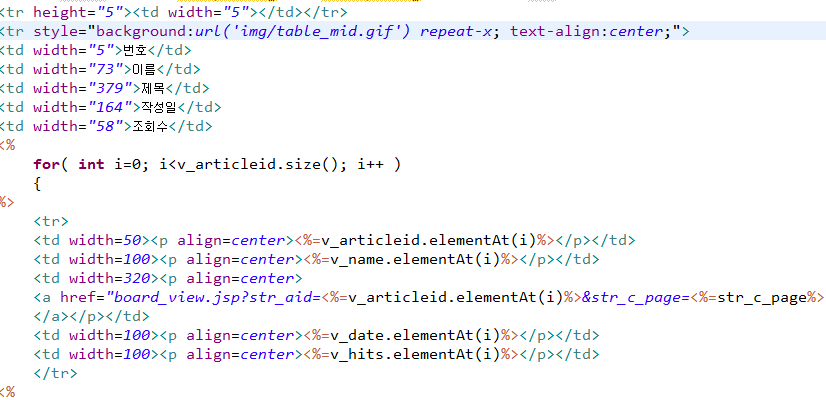 <tr height="5"><td width="5"></td></tr>
<tr style="background:url('img/table_mid.gif') repeat-x; text-align:center;">
<td width="5">번호</td>
<td width="73">이름</td>
<td width="379">제목</td>
<td width="164">작성일</td>
<td width="58">조회수</td>
<%
for( int i=0; i<v_articleid.size(); i++ )
{
%>
<tr>
<td width=50><p align=center><%=v_articleid.elementAt(i)%></p></td>
<td width=100><p align=center><%=v_name.elementAt(i)%></p></td>
<td width=320><p align=center>
<a href="board_view.jsp?str_aid=<%=v_articleid.elementAt(i)%>&str_c_page=<%=str_c_page%>
</a></p></td>
<td width=100><p align=center><%=v_date.elementAt(i)%></p></td>
<td width=100><p align=center><%=v_hits.elementAt(i)%></p></td>
</tr>
<%